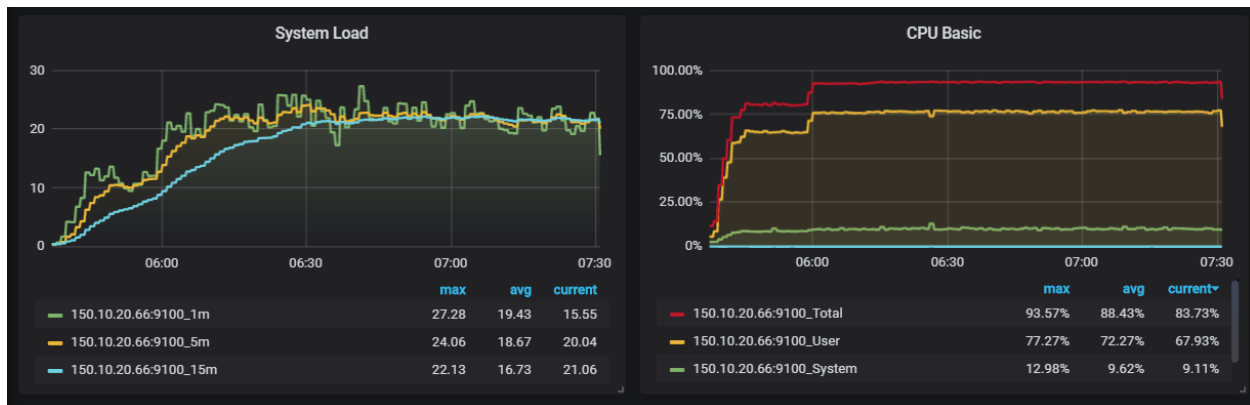 System Load
30
20
10
0
06:00 06:30 07:00 07:30
max avg current
150.10.20.66:9100_1m 27.28 19.43 15.55
150.10.20.66:9100_5m 24.06 18.67 20.04
150.10.20.66:9100_15m 22.13 16.73 21.06
CPU Basic
100.00%
75.00%
50.00%
25.00%
0%
06:00 06:30 07:00 07:30
max avg current
150.10.20.66:9100_Total 93.57% 88.43% 83.73%
150.10.20.66:9100_User 77.27% 72.27% 67.93%
150.10.20.66:9100_System 12.98% 9.62% 9.11%